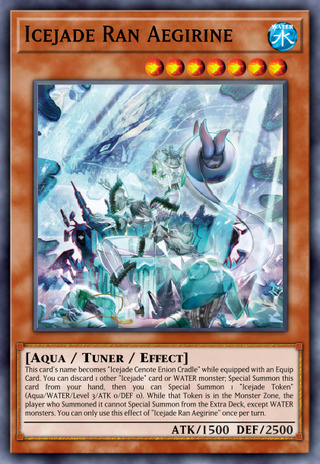 Icejade Ran Aegirine
WATER
水
[Aqua / Tuner / Effect]
This card's name becomes "Icejade Cenote Enion Cradle" while equipped with an Equip
Card. You can discard 1 other "Icejade" card or WATER monster; Special Summon this
card from your hand, then you can Special Summon 1 "Icejade Token"
(Aqua/WATER/Level 3/ATK 0/DEF 0). While that Token is in the Monster Zone, the
player who Summoned it cannot Special Summon from the Extra Deck, except WATER
monsters. You can only use this effect of "Icejade Ran Aegirine" once per turn.
ATK/1500 DEF/2500